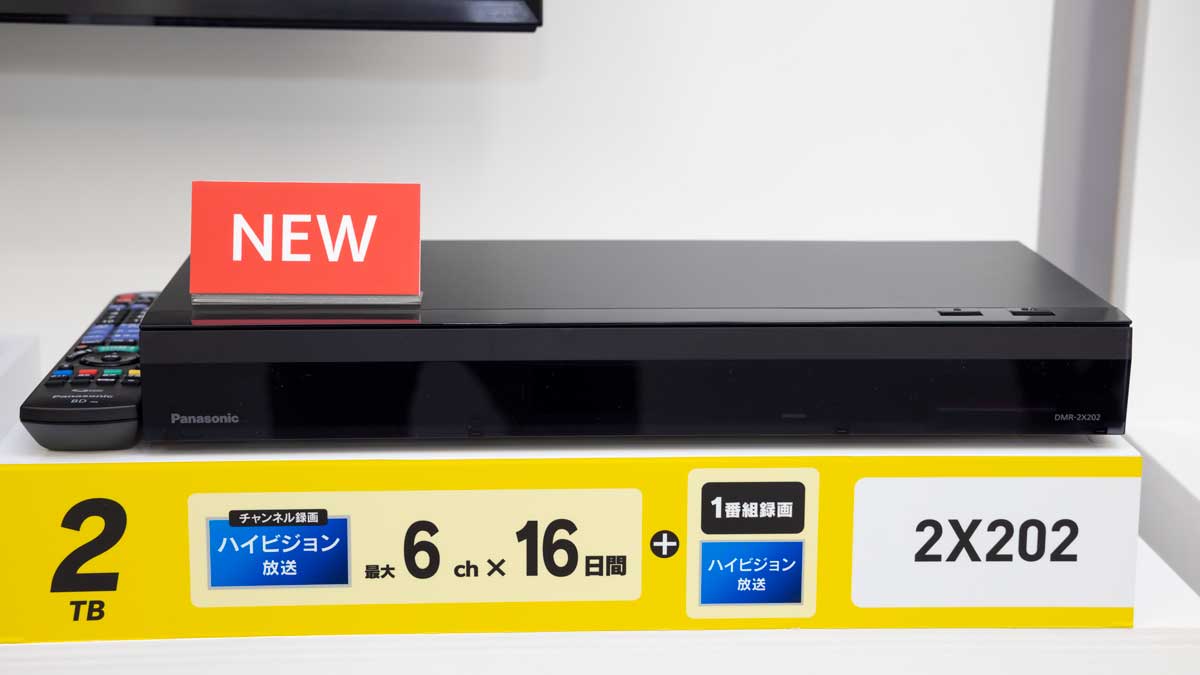 NEW
Panasonic
BD
Panasonic
DMR-2X202
2
TB
チャンネル録画
ハイビジョン
放送
最大 6 ch × 16 日間
+
1番組録画
ハイビジョン
放送
2X202